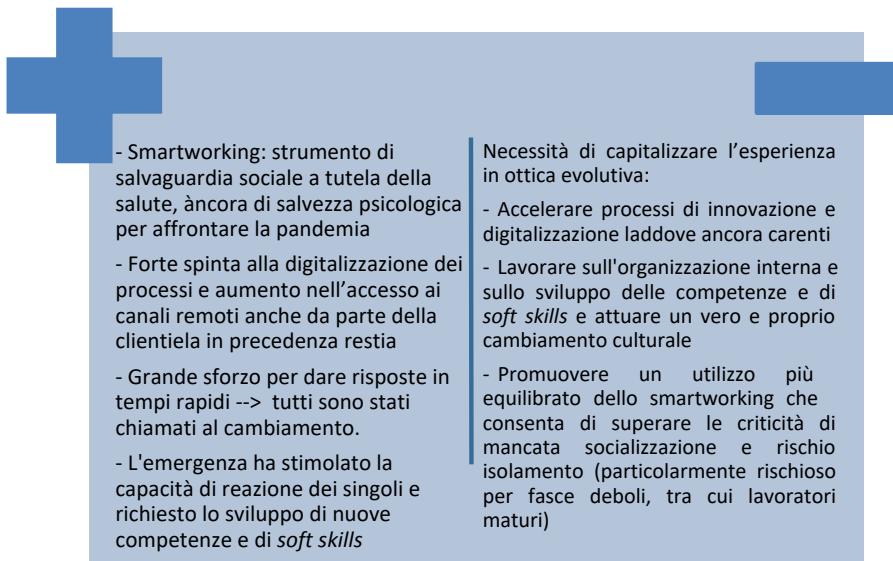 - Smartworking: strumento di
salvaguardia sociale a tutela della
salute, àncora di salvezza psicologica
per affrontare la pandemia
- Forte spinta alla digitalizzazione dei
processi e aumento nell’accesso ai
canali remoti anche da parte della
clientela in precedenza restia
- Grande sforzo per dare risposte in
tempi rapidi --> tutti sono stati
chiamati al cambiamento.
- L'emergenza ha stimolato la
capacità di reazione dei singoli e
richiesto lo sviluppo di nuove
competenze e di soft skills
Necessità di capitalizzare l’esperienza
in ottica evolutiva:
- Accelerare processi di innovazione e
digitalizzazione laddove ancora carenti
- Lavorare sull'organizzazione interna e
sullo sviluppo delle competenze e di
soft skills e attuare un vero e proprio
cambiamento culturale
- Promuovere un utilizzo più
equilibrato dello smartworking che
consenta di superare le criticità di
mancata socializzazione e rischio
isolamento (particolarmente rischioso
per fasce deboli, tra cui lavoratori
maturi)